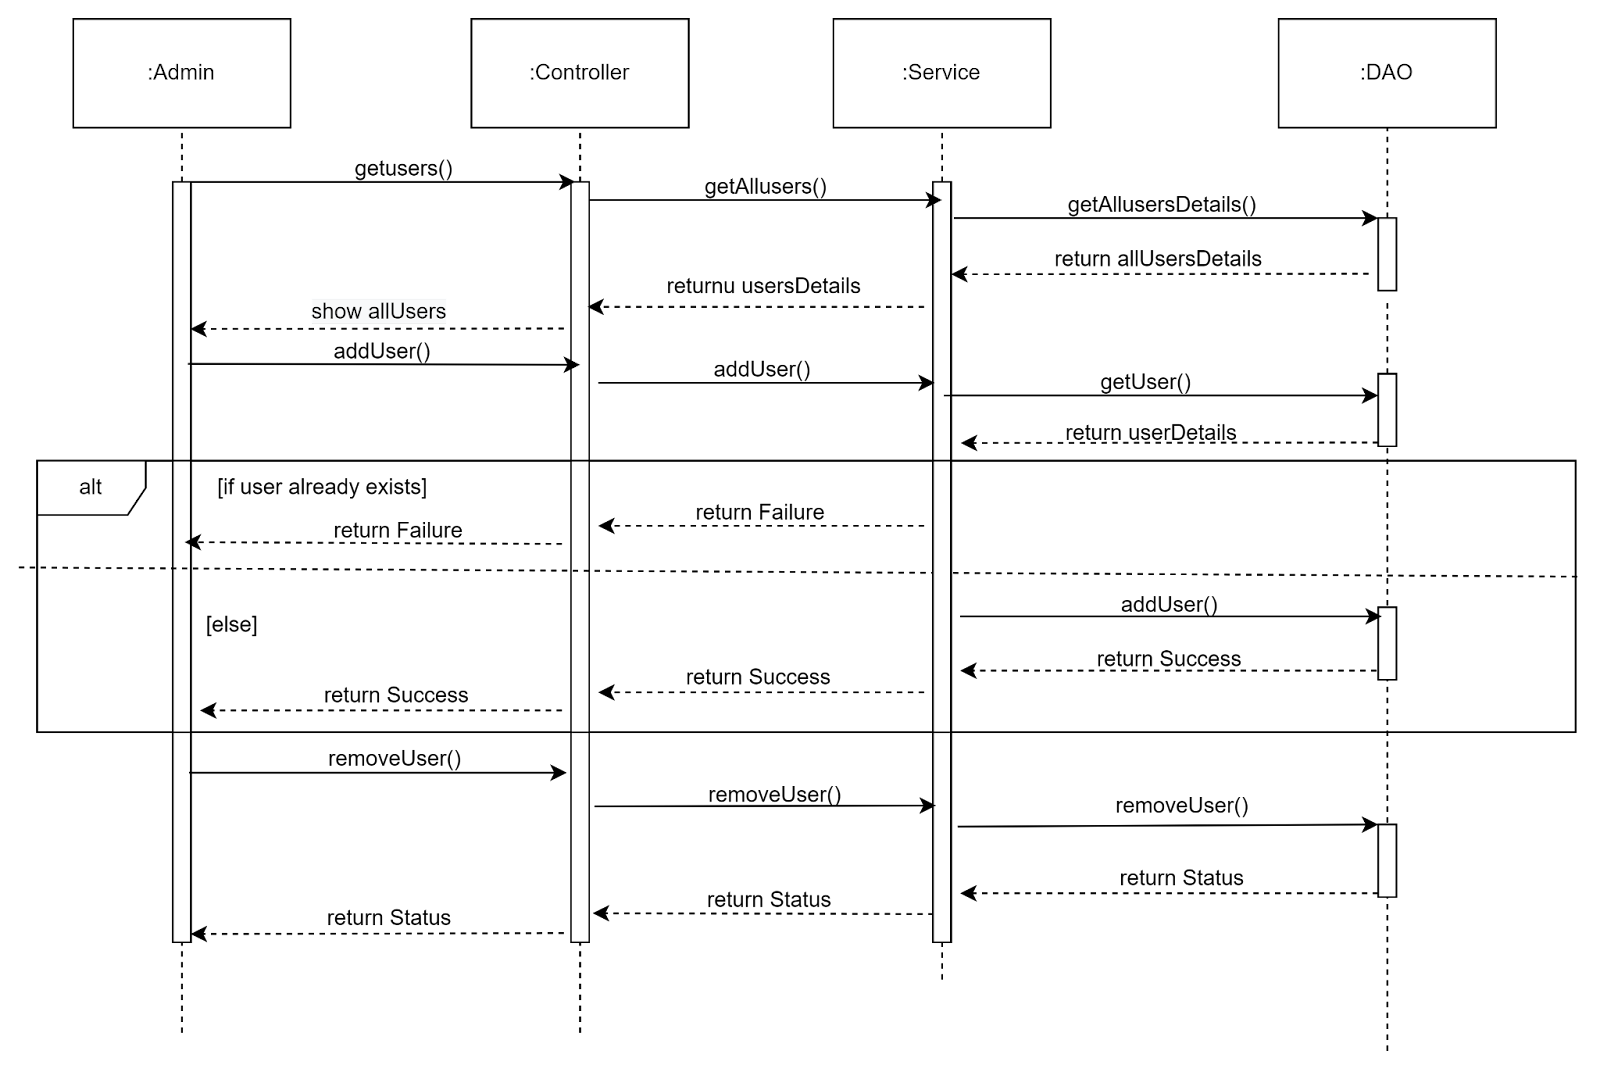 :Admin
:Controller
:Service
:DAO
getusers()
getAllusers()
getAllusersDetails()
return allUsersDetails
returnu usersDetails
show allUsers
addUser()
addUser()
getUser()
return userDetails
alt
[if user already exists]
return Failure
return Failure
addUser()
[else]
return Success
return Success
return Success
removeUser()
removeUser()
removeUser()
return Status
return Status
return Status